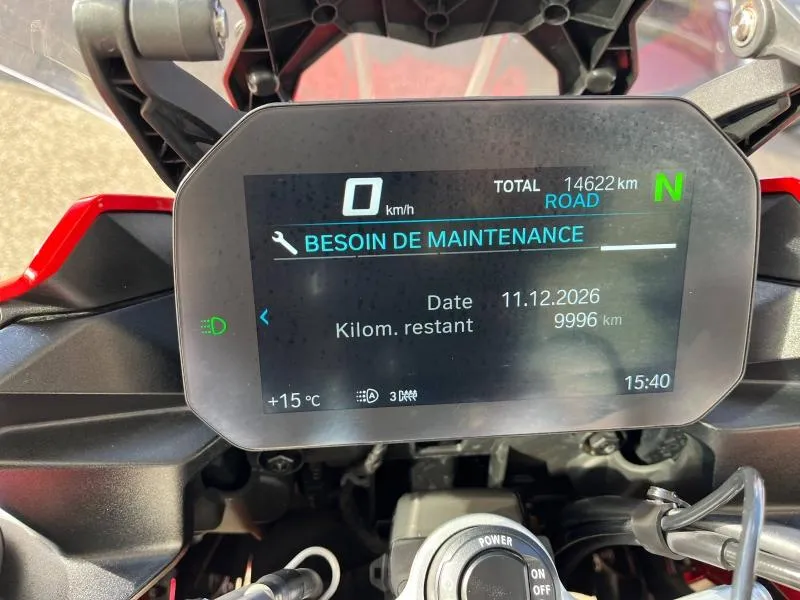 0 km/h
TOTAL 14622 km
ROAD
N
BESOIN DE MAINTENANCE
Date 11.12.2026
Kilom. restant 9996 km
+15 °C
A
3
15:40
POWER
ON
OFF